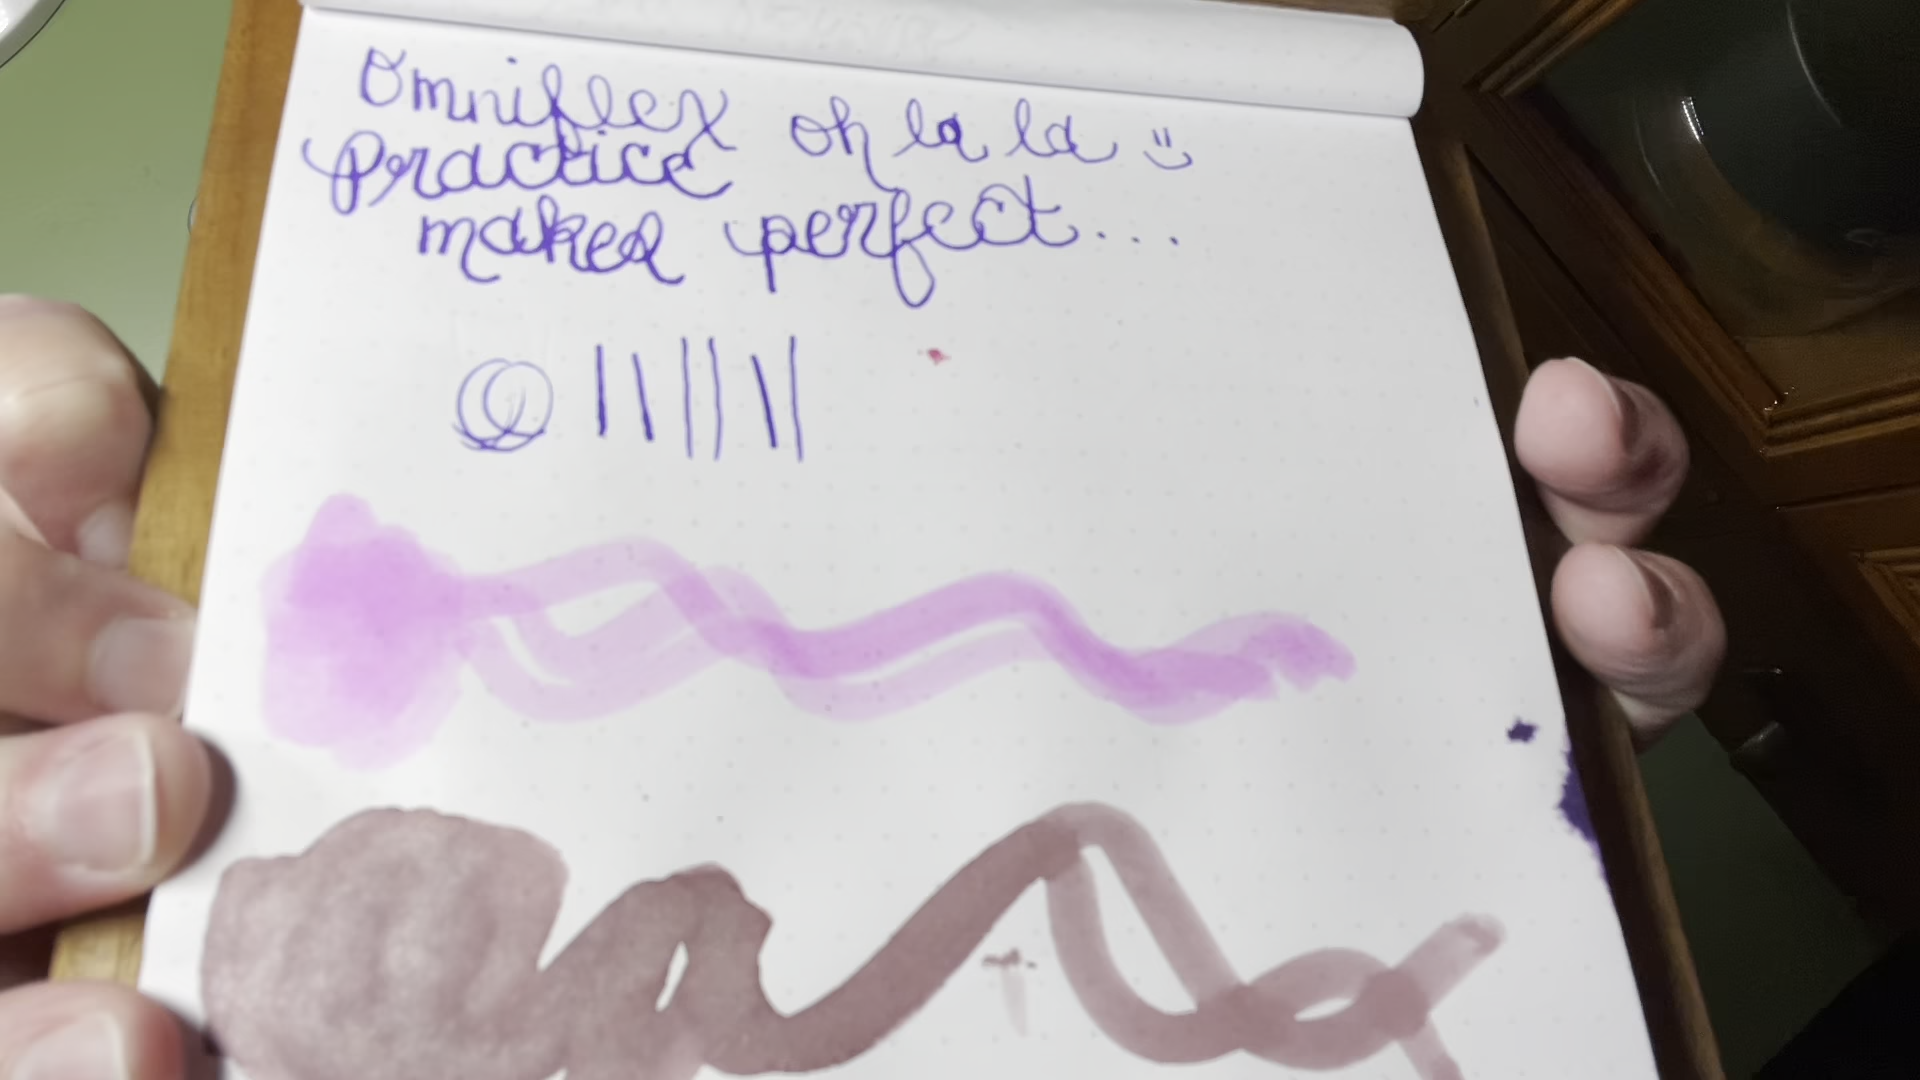 Omniflex oh la la
practice
makes perfect...